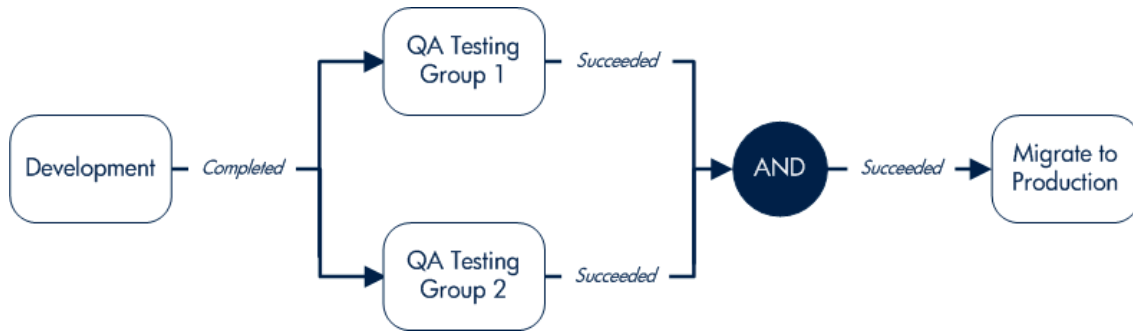 Development
Completed
QA Testing
Group 1
Succeeded
QA Testing
Group 2
Succeeded
AND
Succeeded
Migrate to
Production